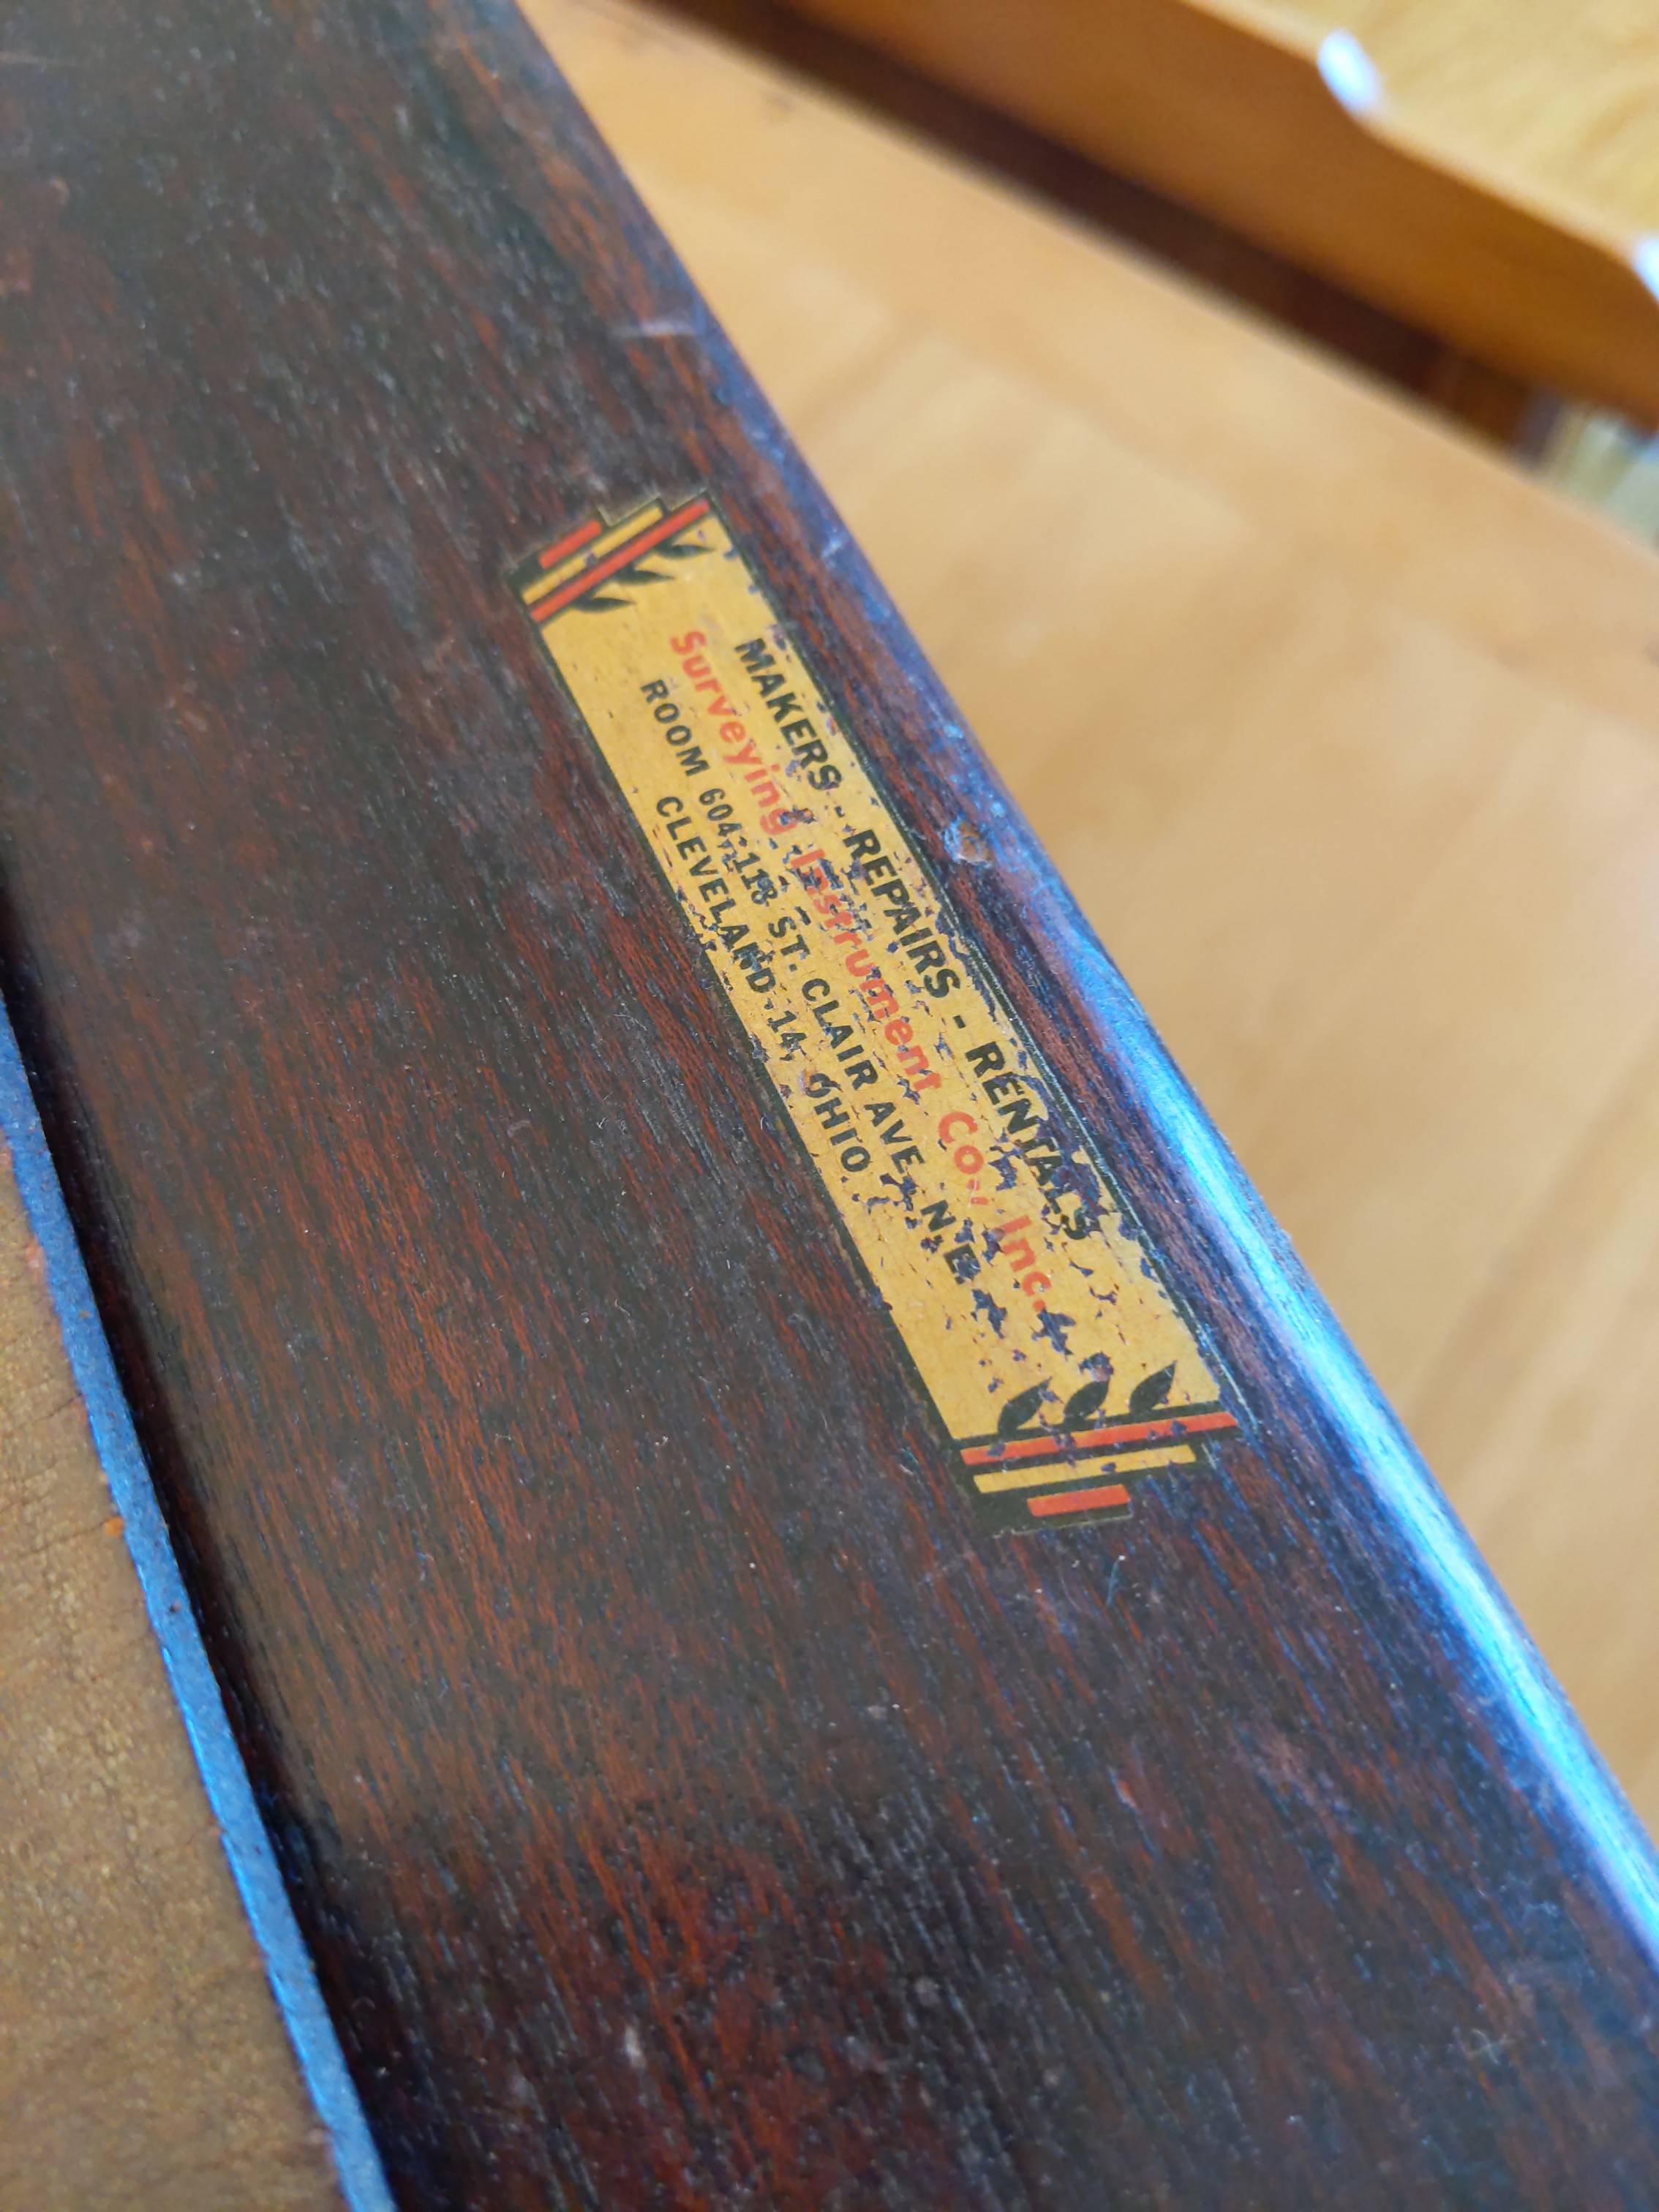 MAKERS - REPAIRS - RENTALS
Surveying Instrument Co., Inc.
ROOM 604, 118 ST. CLAIR AVE., N.E.
CLEVELAND 14, OHIO